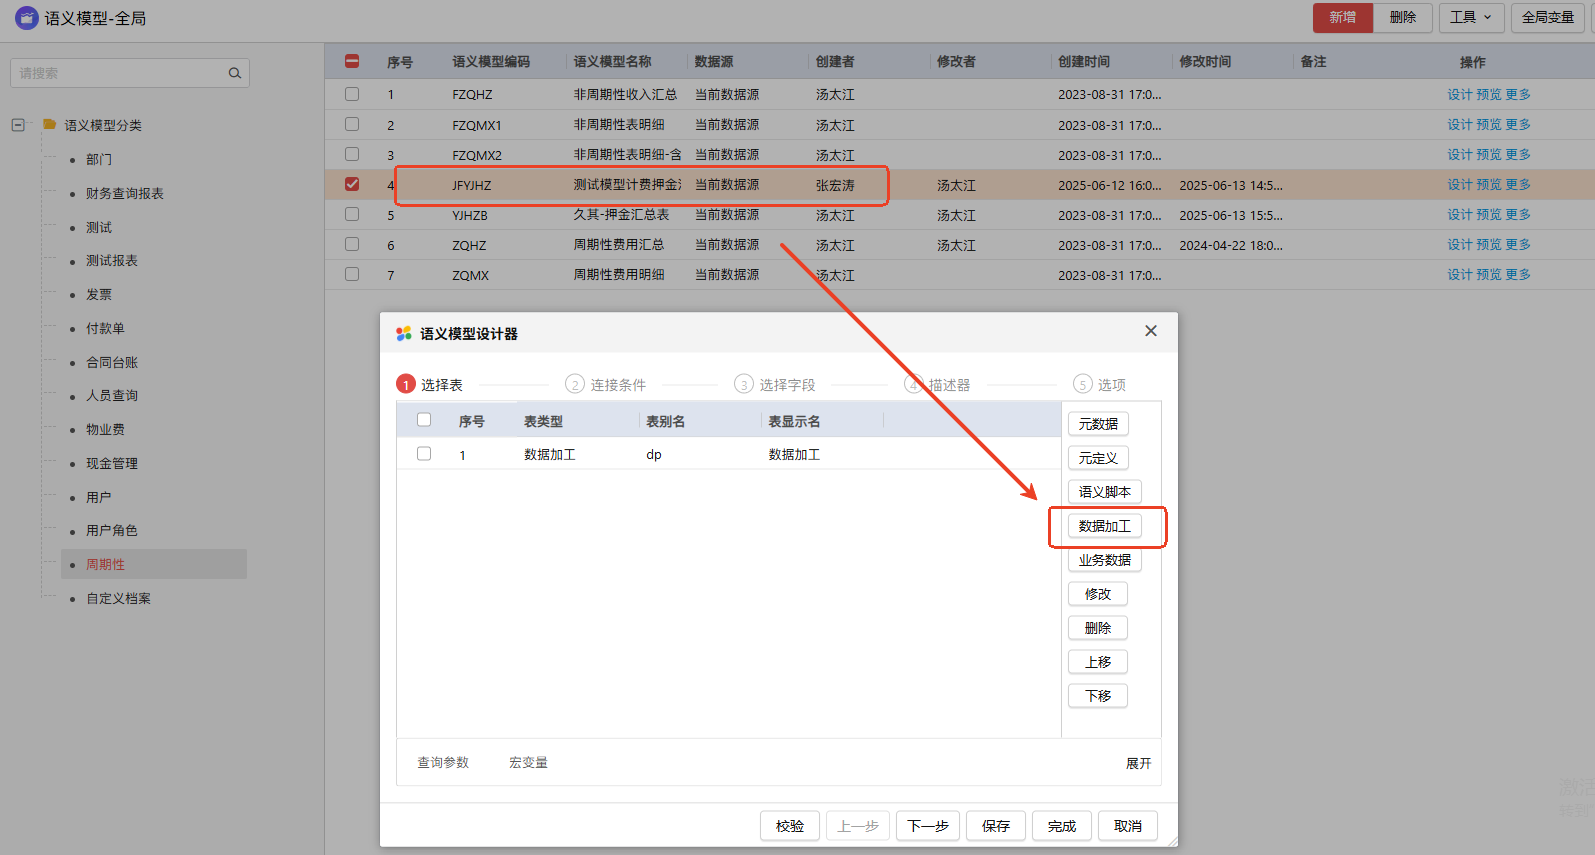 语义模型-全局
新增 删除 工具 全局变量
请搜索
语义模型分类
部门
财务查询报表
测试
测试报表
发票
付款单
合同台账
人员查询
物业费
现金管理
用户
用户角色
周期性
自定义档案
序号 语义模型编码 语义模型名称 数据源 创建者 修改者 创建时间 修改时间 备注 操作
1 FZQHZ 非周期性收入汇总 当前数据源 汤太江 2023-08-31 17:0... 设计 预览 更多
2 FZQMX1 非周期性表明细 当前数据源 汤太江 2023-08-31 17:0... 设计 预览 更多
3 FZQMX2 非周期性表明细-含 当前数据源 汤太江 2023-08-31 17:0... 设计 预览 更多
4 JFYJHZ 测试模型计费押金 当前数据源 张宏涛 汤太江 2025-06-12 16:0... 2025-06-13 14:5... 设计 预览 更多
5 YJHZB 久其-押金汇总表 当前数据源 汤太江 汤太江 2023-08-31 17:0... 2025-06-13 15:5... 设计 预览 更多
6 ZQHZ 周期性费用汇总 当前数据源 汤太江 汤太江 2023-08-31 17:0... 2024-04-22 18:0... 设计 预览 更多
7 ZQMX 周期性费用明细 当前数据源 汤太江 2023-08-31 17:0... 设计 预览 更多
语义模型设计器
1 选择表 2 连接条件 3 选择字段 4 描述器 5 选项
序号 表类型 表别名 表显示名
1 数据加工 dp 数据加工
元数据
元定义
语义脚本
数据加工
业务数据
修改
删除
上移
下移
查询参数 宏变量 展开
校验 上一步 下一步 保存 完成 取消